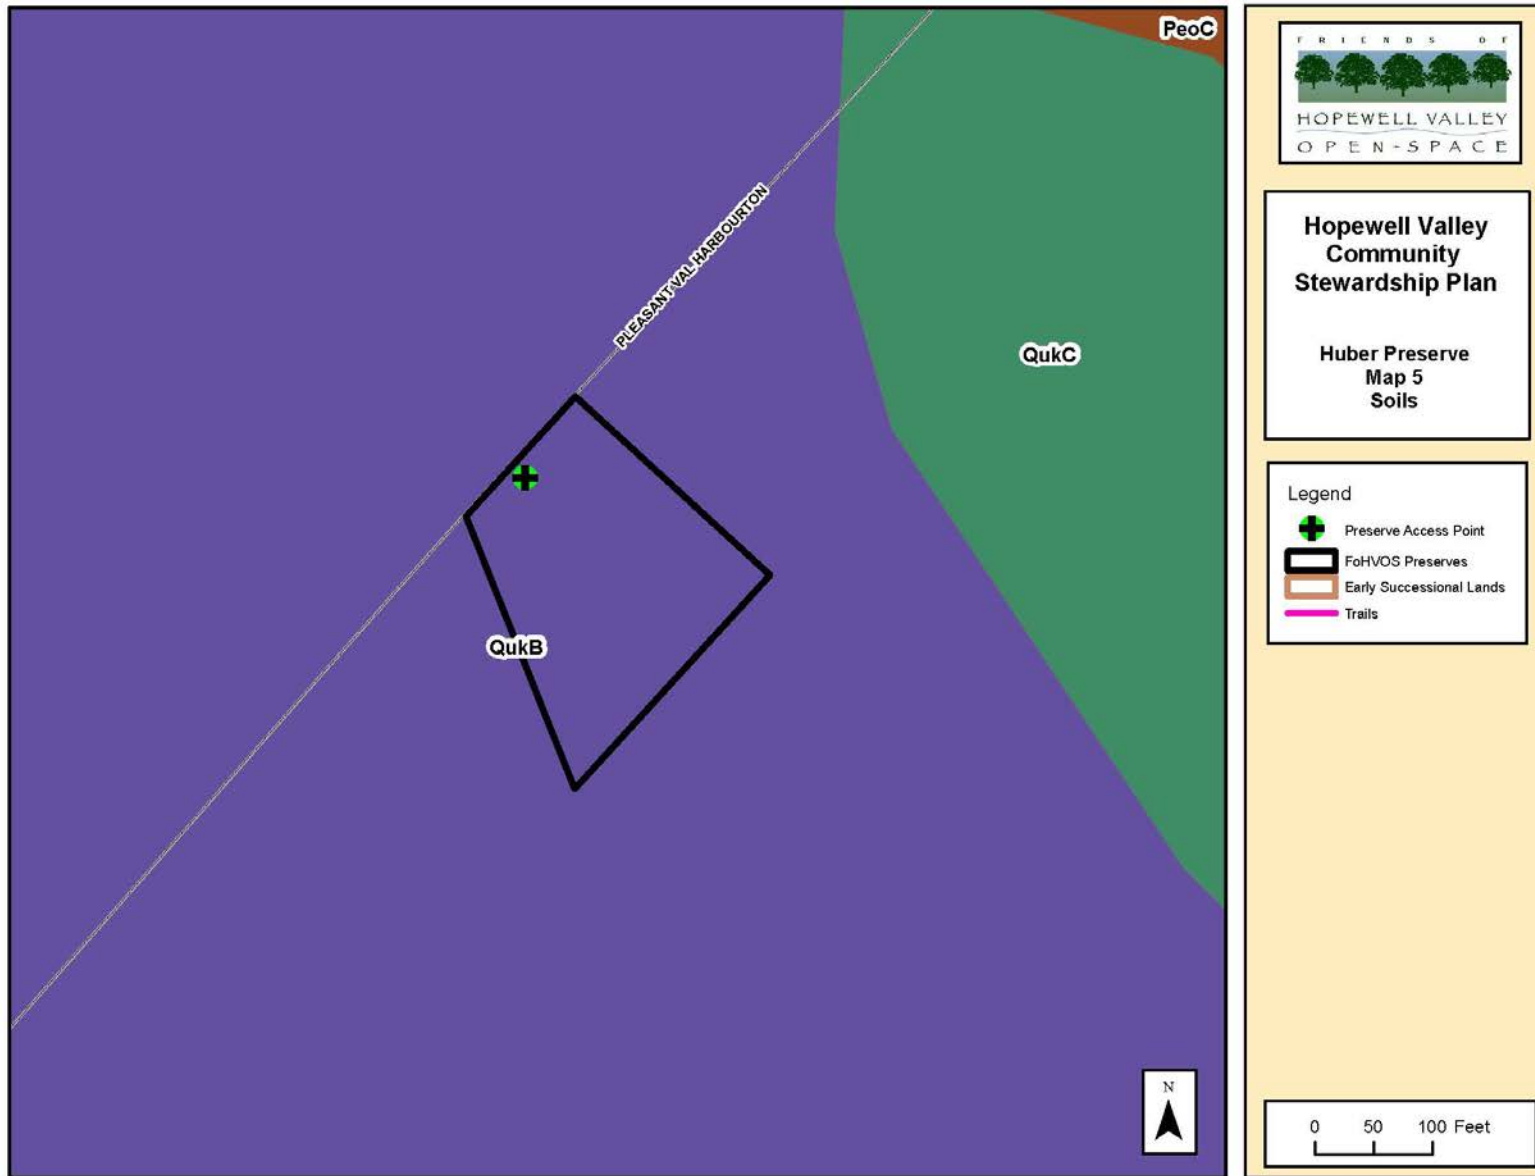 PeoC
PLEASANT VAL HARBOURTON
QukC
QukB
N
FRIENDS OF
HOPEWELL VALLEY
OPEN-SPACE
Hopewell Valley
Community
Stewardship Plan
Huber Preserve
Map 5
Soils
Legend
Preserve Access Point
FoHVOS Preserves
Early Successional Lands
Trails
0 50 100 Feet